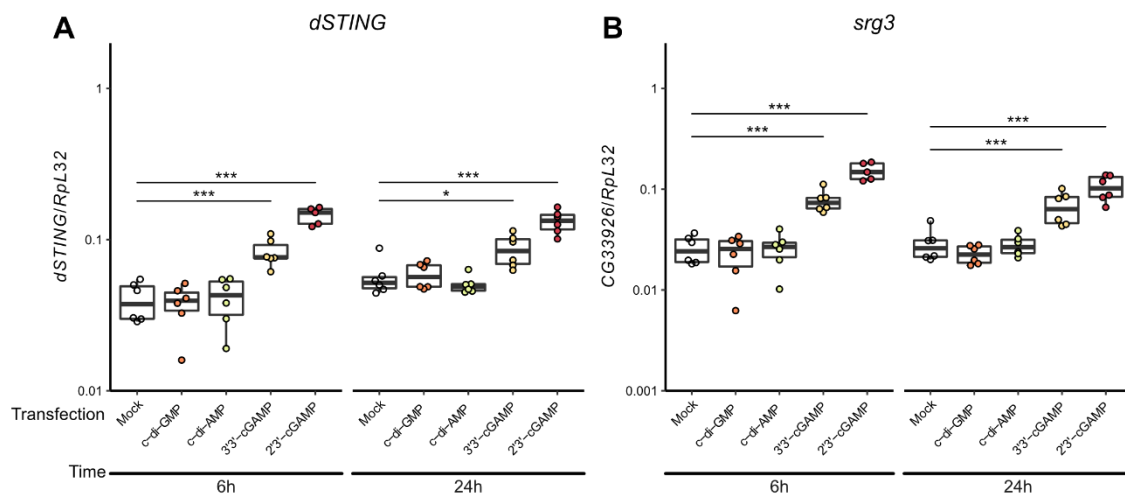 A
dSTING
dSTING/RpL32
1
0.1
0.01
***
***
***
*
Transfection
Mock
c-di-GMP
c-di-AMP
3'3'-cGAMP
2'3'-cGAMP
Mock
c-di-GMP
c-di-AMP
3'3'-cGAMP
2'3'-cGAMP
Time
6h
24h
B
srg3
CG33926/RpL32
1
0.1
0.01
0.001
***
***
***
***
Mock
c-di-GMP
c-di-AMP
3'3'-cGAMP
2'3'-cGAMP
Mock
c-di-GMP
c-di-AMP
3'3'-cGAMP
2'3'-cGAMP
6h
24h